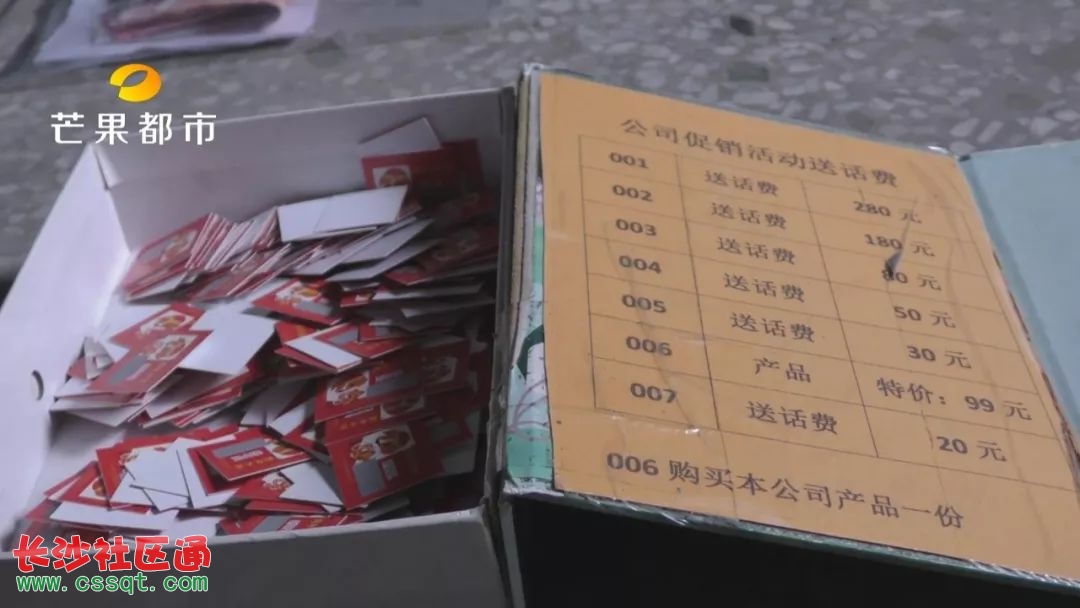 芒果都市
公司促销活动送话费
001 送话费 280 元
002 送话费 180 元
003 送话费 80 元
004 送话费 50 元
005 送话费 30 元
006 产品 特价：99 元
007 送话费 20 元
006 购买本公司产品一份
长沙社区通
www.cssqt.com